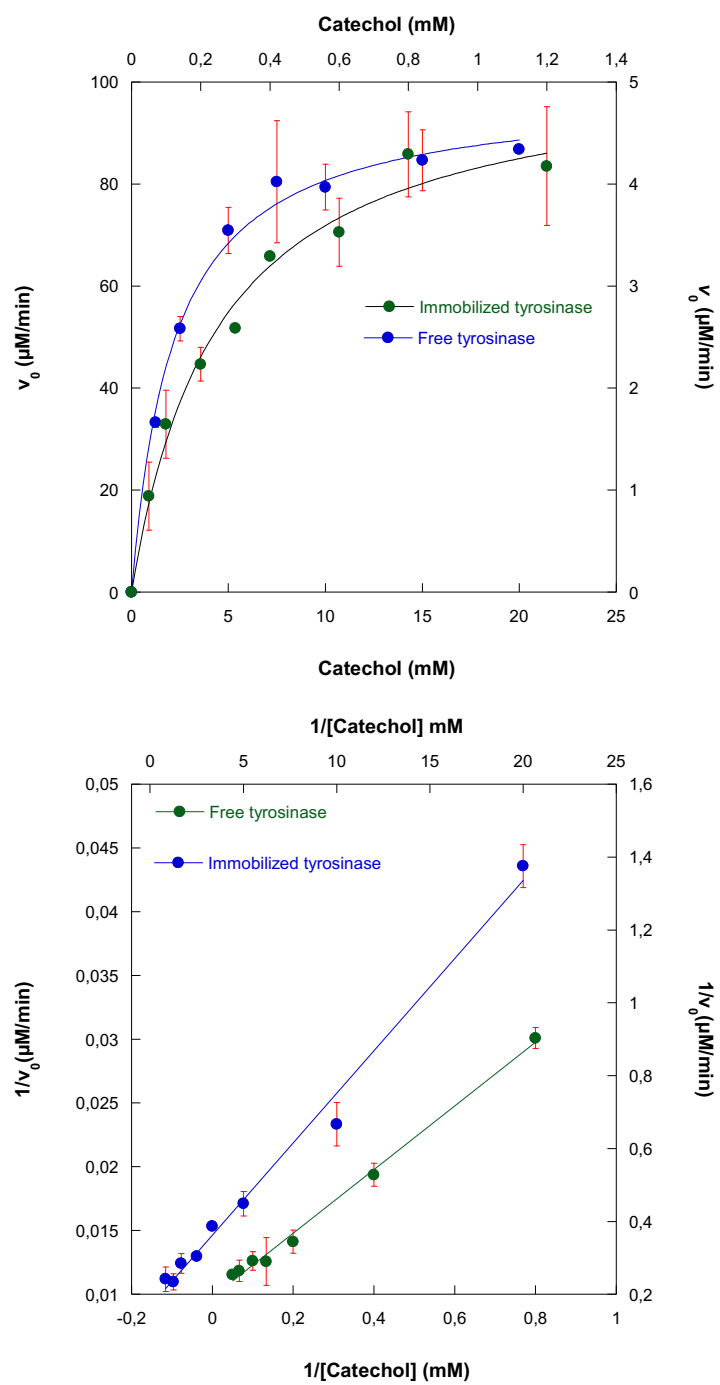 Catechol (mM)
0 0,2 0,4 0,6 0,8 1 1,2 1,4
100 5
80 4
60 3
Immobilized tyrosinase
Free tyrosinase
v0 (µM/min)
v0 (µM/min)
40 2
20 1
0 0
0 5 10 15 20 25
Catechol (mM)
1/[Catechol] mM
0 5 10 15 20 25
0,05 1,6
Free tyrosinase
0,045 1,4
Immobilized tyrosinase
0,04 1,2
0,035 1
1/v0(µM/min)
1/v0(µM/min)
0,03 0,8
0,025
0,02 0,6
0,015 0,4
0,01 0,2
-0,2 0 0,2 0,4 0,6 0,8 1
1/[Catechol] (mM)